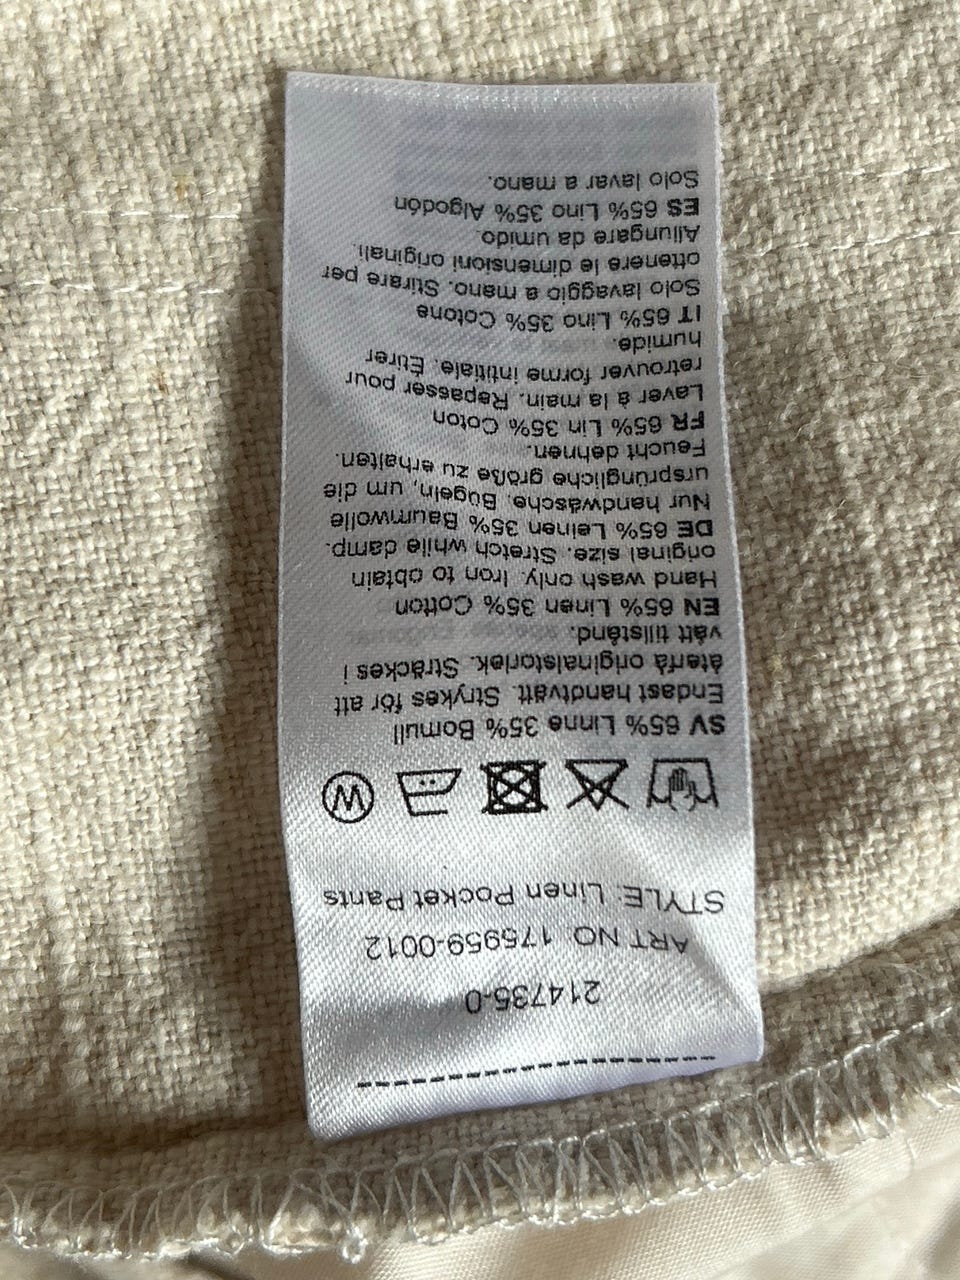 214735-0
ART NO: 175959-0012
STYLE: Linen Pocket Pants
W
SV 65% Linne 35% Bomull
Endast handtvätt. Strykes för att
återfå originalstorlek. Sträckes i
vått tillstånd.
EN 65% Linen 35% Cotton
Hand wash only. Iron to obtain
original size. Stretch while damp.
DE 65% Leinen 35% Baumwolle
Nur handwäsche. Bügeln, um die
ursprüngliche größe zu erhalten.
Feucht dehnen.
FR 65% Lin 35% Coton
Laver à la main. Repasser pour
retrouver forme intitiale. Étirer
humide.
IT 65% Lino 35% Cotone
Solo lavaggio a mano. Stirare per
ottenere le dimensioni originali.
Allungare da umido.
ES 65% Lino 35% Algodón
Solo lavar a mano.